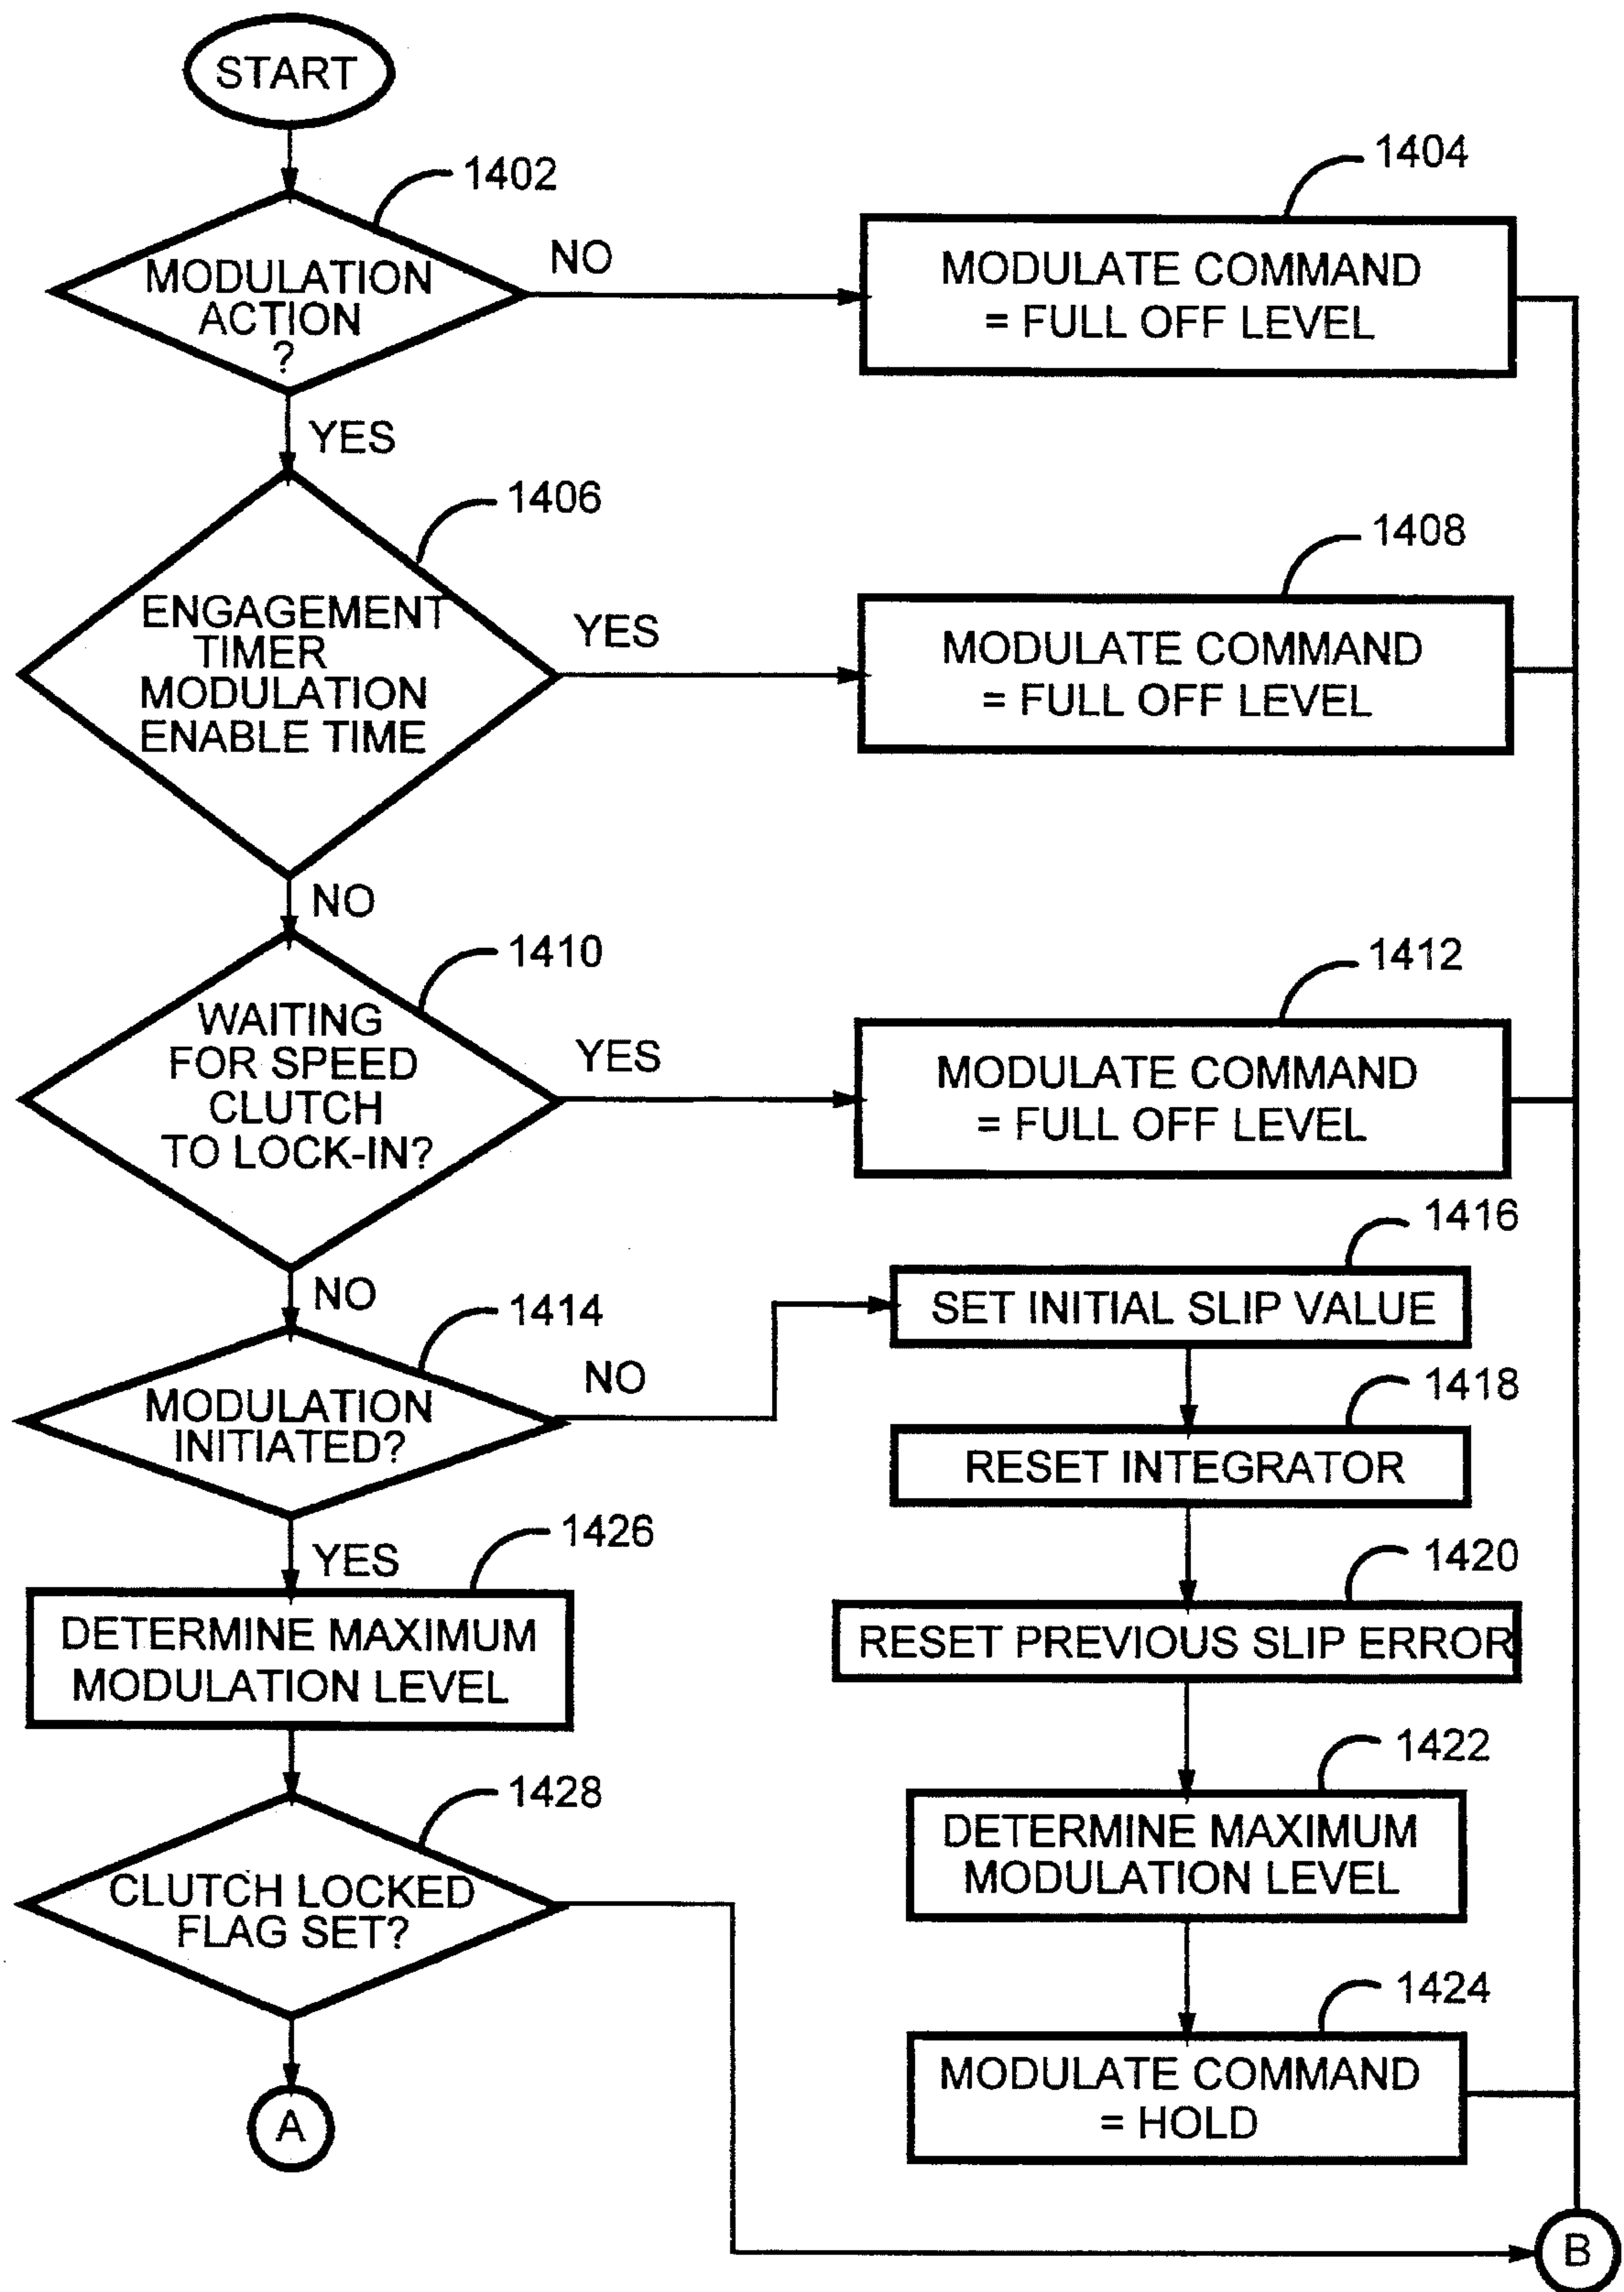 START
1402
MODULATION
ACTION
?
NO
1404
MODULATE COMMAND
= FULL OFF LEVEL
YES
1406
ENGAGEMENT
TIMER
MODULATION
ENABLE TIME
YES
1408
MODULATE COMMAND
= FULL OFF LEVEL
NO
1410
WAITING
FOR SPEED
CLUTCH
TO LOCK-IN?
YES
1412
MODULATE COMMAND
= FULL OFF LEVEL
NO
1414
MODULATION
INITIATED?
NO
1416
SET INITIAL SLIP VALUE
1418
RESET INTEGRATOR
1420
RESET PREVIOUS SLIP ERROR
1422
DETERMINE MAXIMUM
MODULATION LEVEL
1424
MODULATE COMMAND
= HOLD
YES
1426
DETERMINE MAXIMUM
MODULATION LEVEL
1428
CLUTCH LOCKED
FLAG SET?
A
B